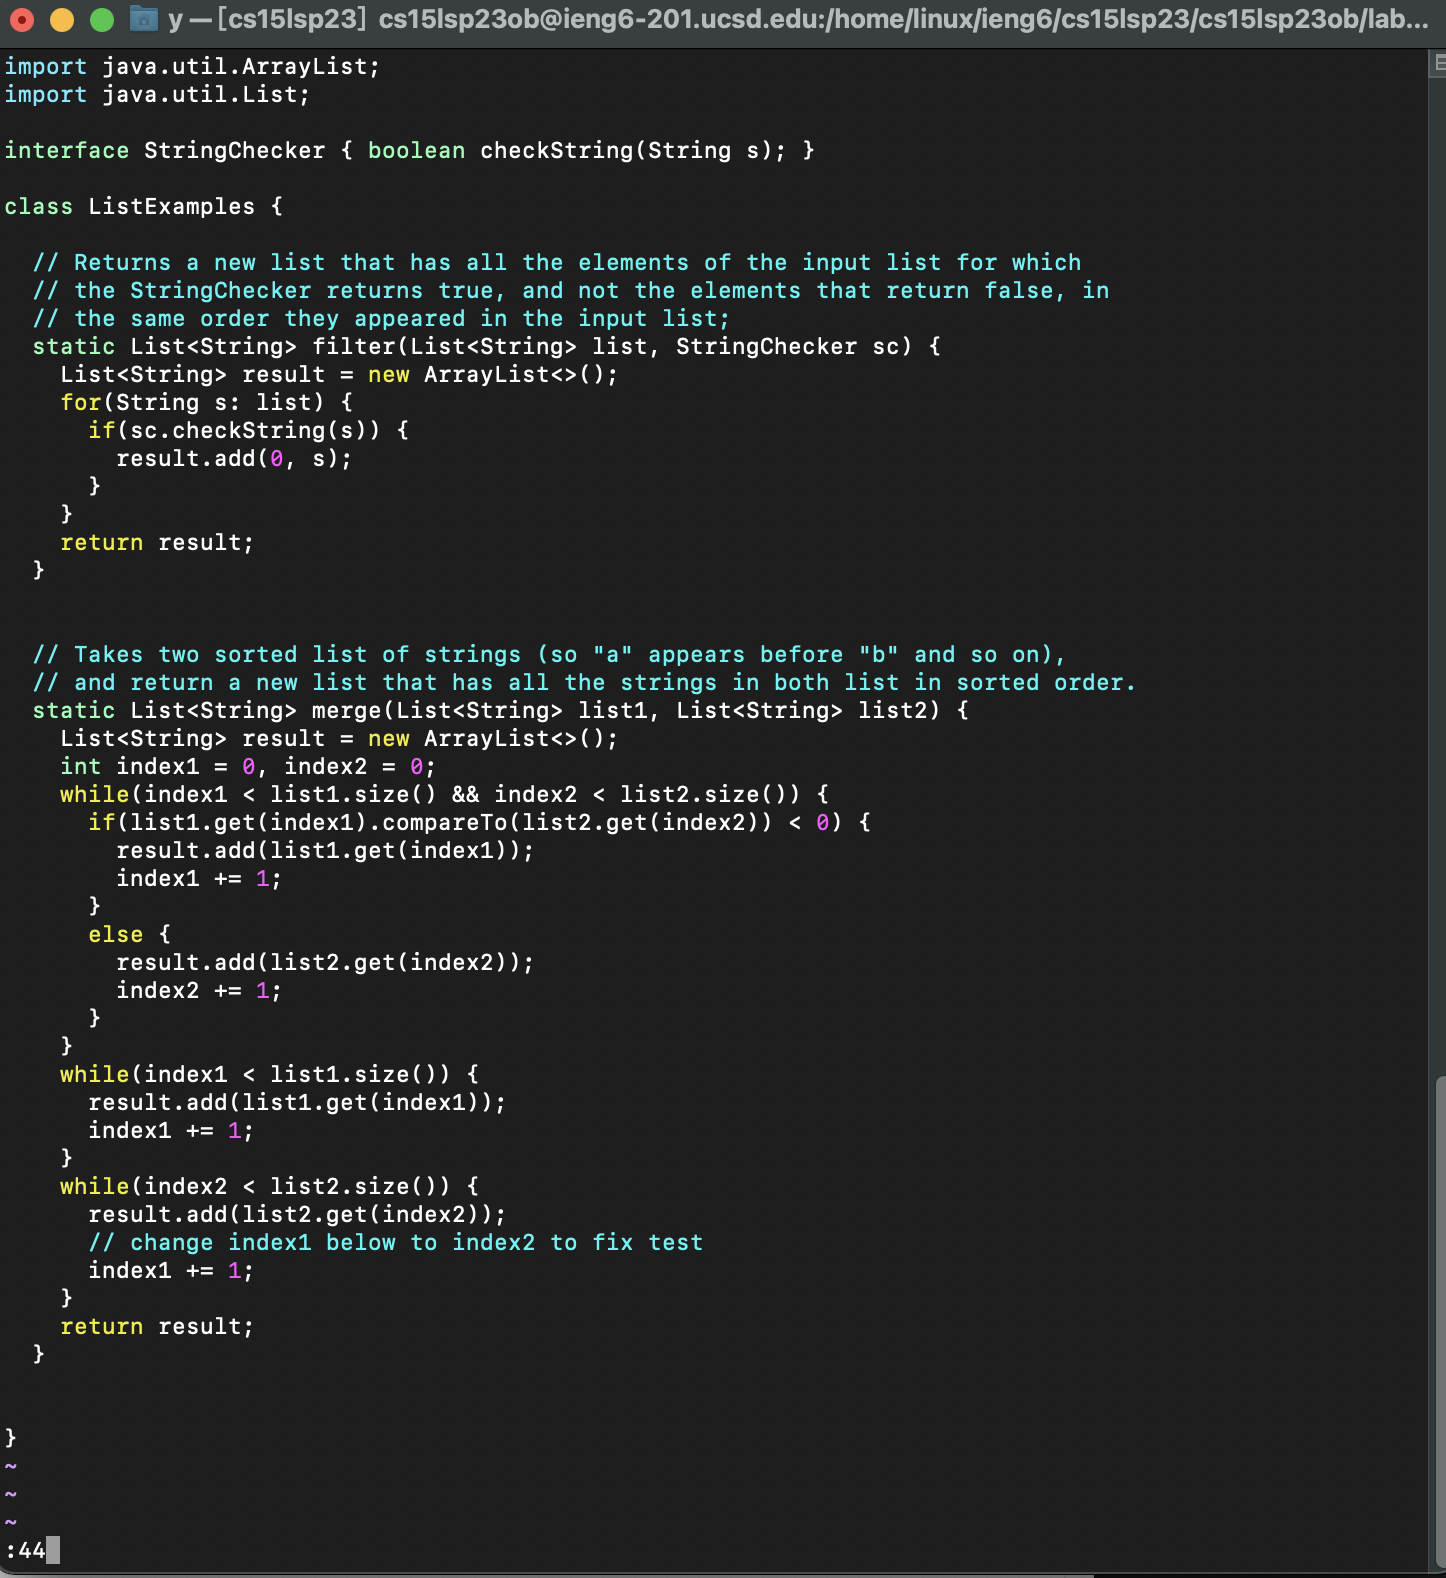 y — [cs15lsp23] cs15lsp23ob@ieng6-201.ucsd.edu:/home/linux/ieng6/cs15lsp23/cs15lsp23ob/lab...
import java.util.ArrayList;
import java.util.List;

interface StringChecker { boolean checkString(String s); }

class ListExamples {

  // Returns a new list that has all the elements of the input list for which
  // the StringChecker returns true, and not the elements that return false, in
  // the same order they appeared in the input list;
  static List<String> filter(List<String> list, StringChecker sc) {
    List<String> result = new ArrayList<>();
    for(String s: list) {
      if(sc.checkString(s)) {
        result.add(0, s);
      }
    }
    return result;
  }


  // Takes two sorted list of strings (so "a" appears before "b" and so on),
  // and return a new list that has all the strings in both list in sorted order.
  static List<String> merge(List<String> list1, List<String> list2) {
    List<String> result = new ArrayList<>();
    int index1 = 0, index2 = 0;
    while(index1 < list1.size() && index2 < list2.size()) {
      if(list1.get(index1).compareTo(list2.get(index2)) < 0) {
        result.add(list1.get(index1));
        index1 += 1;
      }
      else {
        result.add(list2.get(index2));
        index2 += 1;
      }
    }
    while(index1 < list1.size()) {
      result.add(list1.get(index1));
      index1 += 1;
    }
    while(index2 < list2.size()) {
      result.add(list2.get(index2));
      // change index1 below to index2 to fix test
      index1 += 1;
    }
    return result;
  }


}
~
~
~
:44